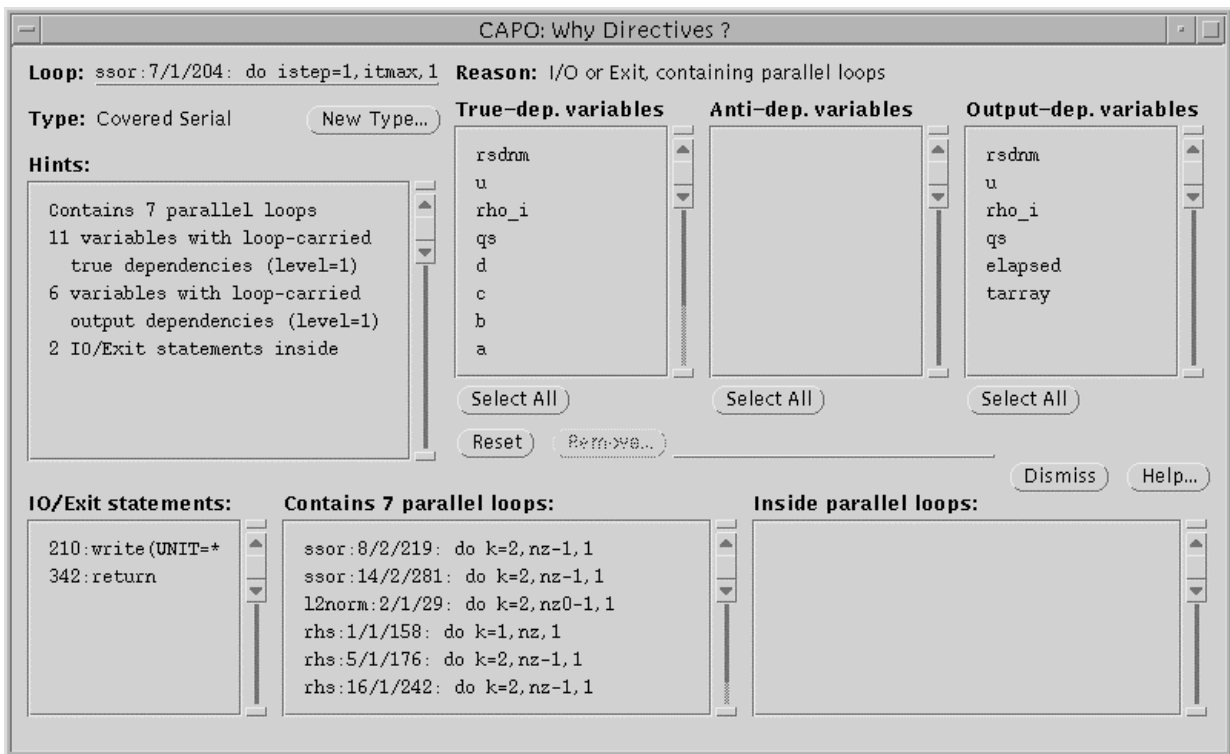 CAPO: Why Directives ?
Loop: ssor:7/1/204: do istep=1,itmax,1 Reason: I/O or Exit, containing parallel loops
Type: Covered Serial New Type...
True-dep. variables Anti-dep. variables Output-dep. variables
Hints:
Contains 7 parallel loops
11 variables with loop-carried
true dependencies (level=1)
6 variables with loop-carried
output dependencies (level=1)
2 IO/Exit statements inside
rsdnm
u
rho_i
qs
d
c
b
a
rsdnm
u
rho_i
qs
elapsed
tarray
Select All Select All Select All
Reset Remove...
Dismiss Help...
IO/Exit statements:
210:write(UNIT=*
342:return
Contains 7 parallel loops:
ssor:8/2/219: do k=2,nz-1,1
ssor:14/2/281: do k=2,nz-1,1
l2norm:2/1/29: do k=2,nz0-1,1
rhs:1/1/158: do k=1,nz,1
rhs:5/1/176: do k=2,nz-1,1
rhs:16/1/242: do k=2,nz-1,1
Inside parallel loops: